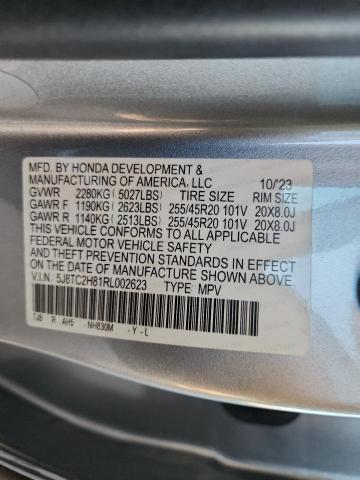 MFD. BY HONDA DEVELOPMENT &
MANUFACTURING OF AMERICA, LLC 10/'23
GVWR 2280KG (5027LBS) TIRE SIZE RIM SIZE
GAWR F 1190KG (2623LBS) 255/45R20 101V 20X8.0J
GAWR R 1140KG (2513LBS) 255/45R20 101V 20X8.0J
THIS VEHICLE CONFORMS TO ALL APPLICABLE
FEDERAL MOTOR VEHICLE SAFETY AND
THEFT PREVENTION STANDARDS IN EFFECT ON
THE DATE OF MANUFACTURE SHOWN ABOVE.
V.I.N. 5J8TC2H81RL002623 TYPE: MPV
TJB R AH5 NH830M -Y-L